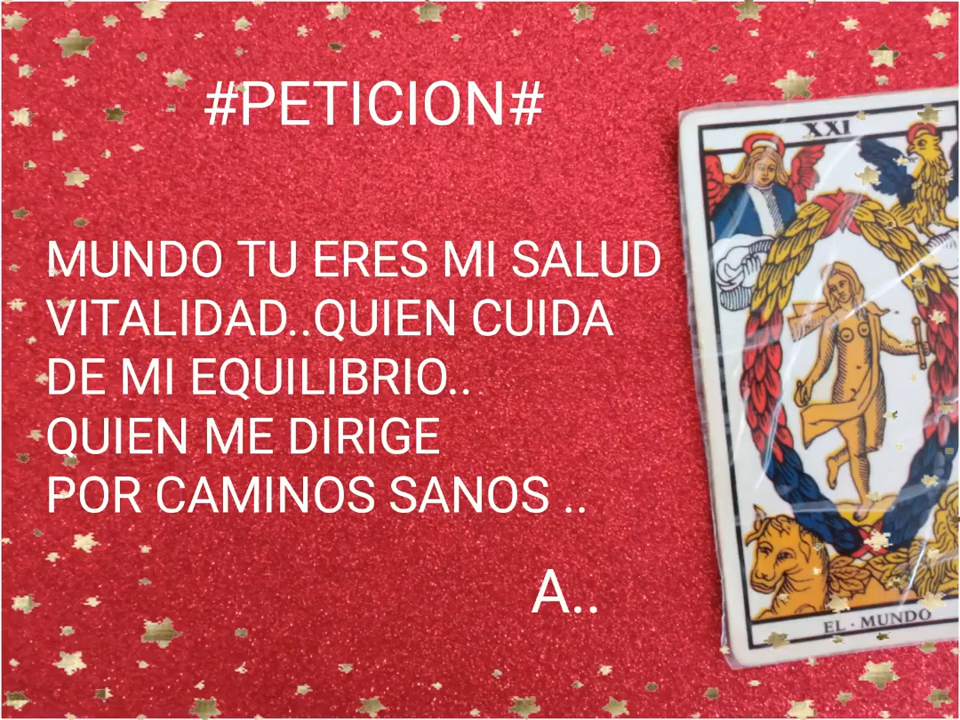 #PETICION#
MUNDO TU ERES MI SALUD
VITALIDAD..QUIEN CUIDA
DE MI EQUILIBRIO..
QUIEN ME DIRIGE
POR CAMINOS SANOS ..
A..
XXI
EL · MUNDO